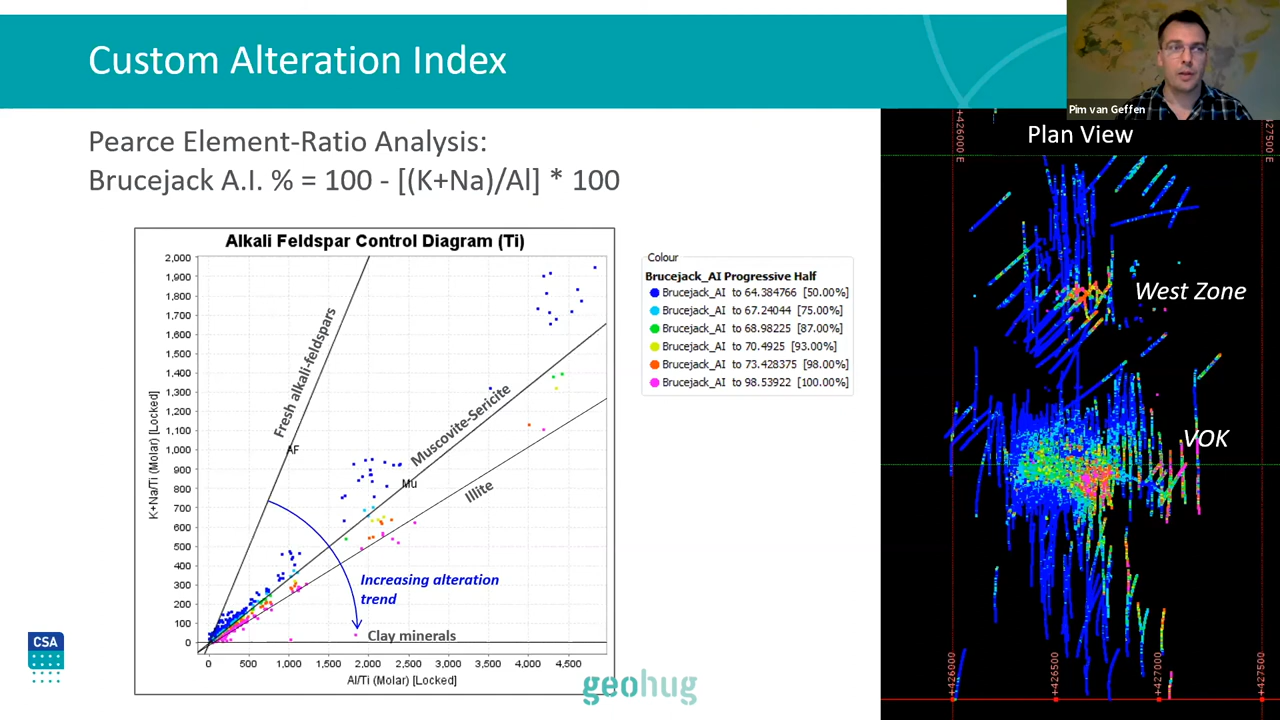 Custom Alteration Index
Pim van Geffen
Pearce Element-Ratio Analysis:
Brucejack A.I. % = 100 - [(K+Na)/Al] * 100
Alkali Feldspar Control Diagram (Ti)
K+Na/Ti (Molar) [Locked]
2,000
1,900
1,800
1,700
1,600
1,500
1,400
1,300
1,200
1,100
1,000
900
800
700
600
500
400
300
200
100
0
Fresh alkali-feldspars
AF
Muscovite-Sericite
Mu
Illite
Increasing alteration
trend
Clay minerals
0
500
1,000
1,500
2,000
2,500
3,000
3,500
4,000
4,500
Al/Ti (Molar) [Locked]
Colour
Brucejack_AI Progressive Half
Brucejack_AI to 64.384766 [50.00%]
Brucejack_AI to 67.24044 [75.00%]
Brucejack_AI to 68.98225 [87.00%]
Brucejack_AI to 70.4925 [93.00%]
Brucejack_AI to 73.428375 [98.00%]
Brucejack_AI to 98.53922 [100.00%]
Plan View
+426000 E
+427500 E
West Zone
VOK
+426000
+426500
+427000
+427500
CSA
geohug